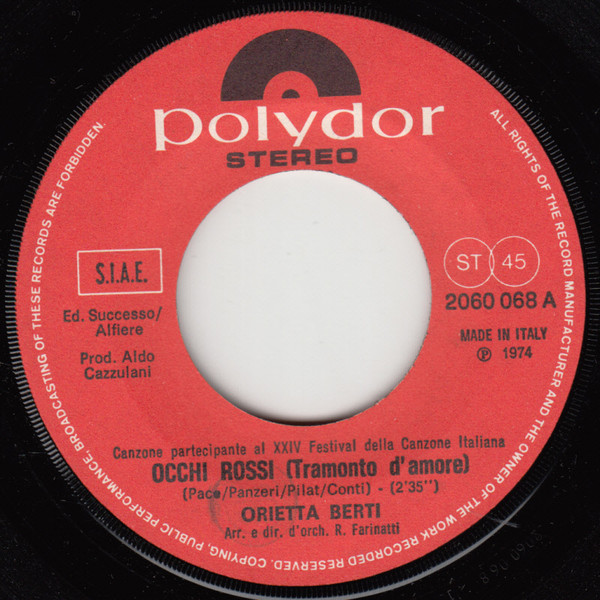 polydor
STEREO
ALL RIGHTS OF THE RECORD MANUFACTURER AND THE OWNER OF THE WORK RECORDED RESERVED. COPYING, PUBLIC PERFORMANCE, BROADCASTING OF THESE RECORDS ARE FORBIDDEN.
S.I.A.E.
Ed. Successo/
Alfiere
Prod. Aldo
Cazzulani
ST 45
2060 068 A
MADE IN ITALY
℗ 1974
Canzone partecipante al XXIV Festival della Canzone Italiana
OCCHI ROSSI (Tramonto d'amore)
(Pace/Panzeri/Pilat/Conti) - (2'35")
ORIETTA BERTI
Arr. e dir. d'orch. R. Farinatti